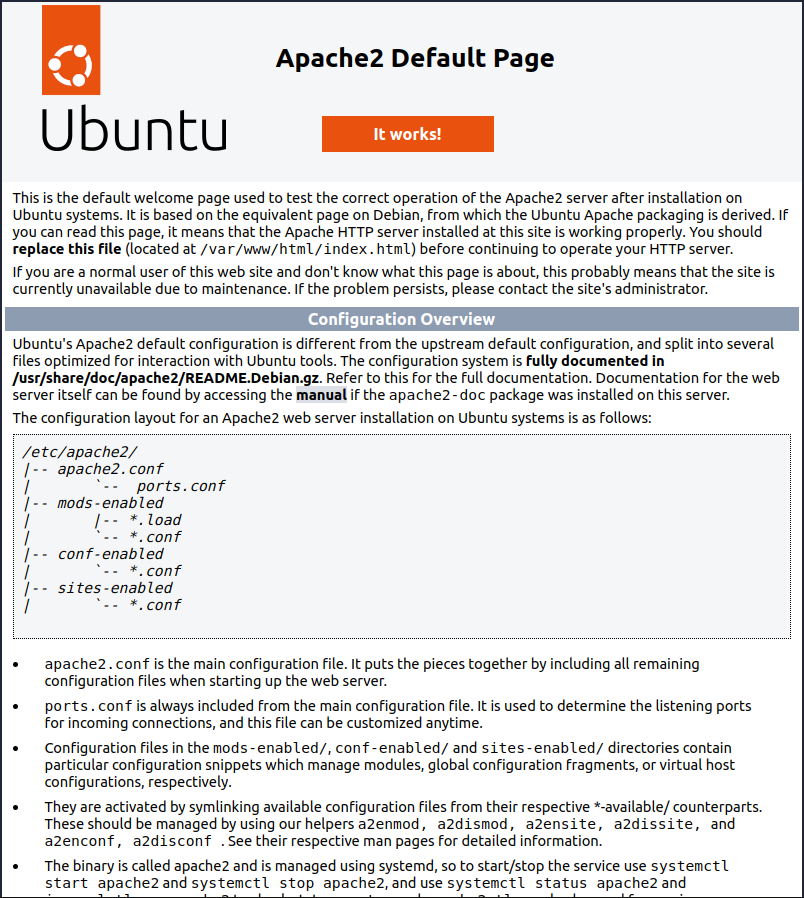 Apache2 Default Page
Ubuntu
It works!
This is the default welcome page used to test the correct operation of the Apache2 server after installation on
Ubuntu systems. It is based on the equivalent page on Debian, from which the Ubuntu Apache packaging is derived. If
you can read this page, it means that the Apache HTTP server installed at this site is working properly. You should
replace this file (located at /var/www/html/index.html) before continuing to operate your HTTP server.
If you are a normal user of this web site and don't know what this page is about, this probably means that the site is
currently unavailable due to maintenance. If the problem persists, please contact the site's administrator.
Configuration Overview
Ubuntu's Apache2 default configuration is different from the upstream default configuration, and split into several
files optimized for interaction with Ubuntu tools. The configuration system is fully documented in
/usr/share/doc/apache2/README.Debian.gz. Refer to this for the full documentation. Documentation for the web
server itself can be found by accessing the manual if the apache2-doc package was installed on this server.
The configuration layout for an Apache2 web server installation on Ubuntu systems is as follows:
/etc/apache2/
|-- apache2.conf
|       `--  ports.conf
|-- mods-enabled
|       |-- *.load
|       `-- *.conf
|-- conf-enabled
|       `-- *.conf
|-- sites-enabled
|       `-- *.conf
• apache2.conf is the main configuration file. It puts the pieces together by including all remaining
configuration files when starting up the web server.
• ports.conf is always included from the main configuration file. It is used to determine the listening ports
for incoming connections, and this file can be customized anytime.
• Configuration files in the mods-enabled/, conf-enabled/ and sites-enabled/ directories contain
particular configuration snippets which manage modules, global configuration fragments, or virtual host
configurations, respectively.
• They are activated by symlinking available configuration files from their respective *-available/ counterparts.
These should be managed by using our helpers a2enmod, a2dismod, a2ensite, a2dissite, and
a2enconf, a2disconf . See their respective man pages for detailed information.
• The binary is called apache2 and is managed using systemd, so to start/stop the service use systemctl
start apache2 and systemctl stop apache2, and use systemctl status apache2 and